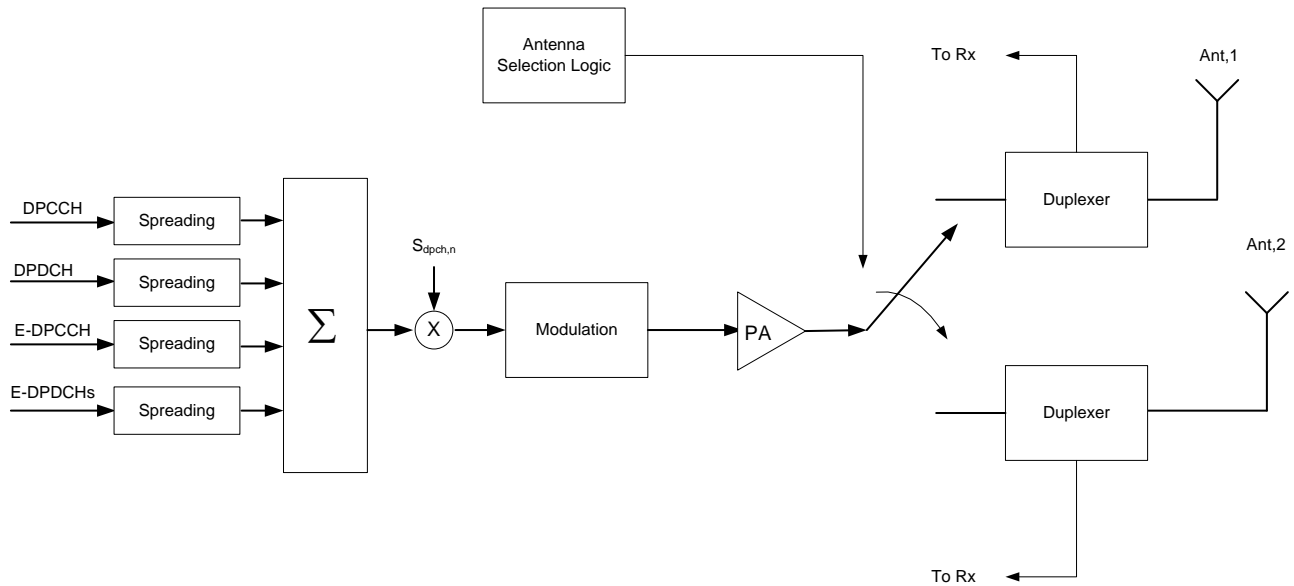 Antenna
Selection Logic
To Rx
Ant,1
Duplexer
DPCCH
Spreading
DPDCH
Spreading
E-DPCCH
Spreading
E-DPDCHs
Spreading
∑
S_dpch,n
X
Modulation
PA
Ant,2
Duplexer
To Rx